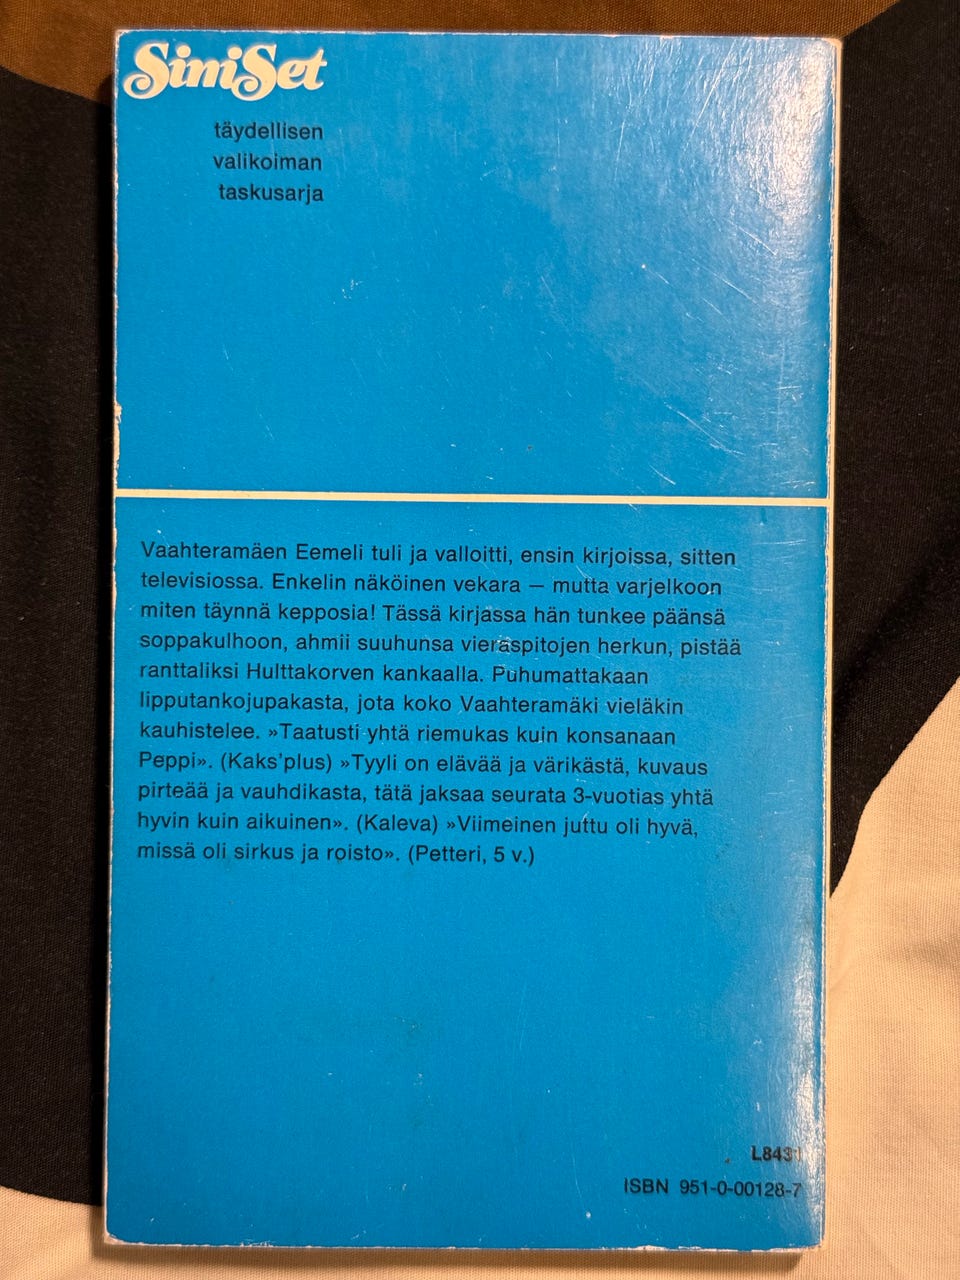 SiniSet
täydellisen
valikoiman
taskusarja
Vaahteramäen Eemeli tuli ja valloitti, ensin kirjoissa, sitten
televisiossa. Enkelin näköinen vekara — mutta varjelkoon
miten täynnä kepposia! Tässä kirjassa hän tunkee päänsä
soppakulhoon, ahmii suuhunsa vieraspitojen herkun, pistää
ranttaliksi Hulttakorven kankaalla. Puhumattakaan
lipputankojupakasta, jota koko Vaahteramäki vieläkin
kauhistelee. »Taatusti yhtä riemukas kuin konsanaan
Peppi». (Kaks'plus) »Tyyli on elävää ja värikästä, kuvaus
pirteää ja vauhdikasta, tätä jaksaa seurata 3-vuotias yhtä
hyvin kuin aikuinen». (Kaleva) »Viimeinen juttu oli hyvä,
missä oli sirkus ja roisto». (Petteri, 5 v.)
L8431
ISBN 951-0-00128-7